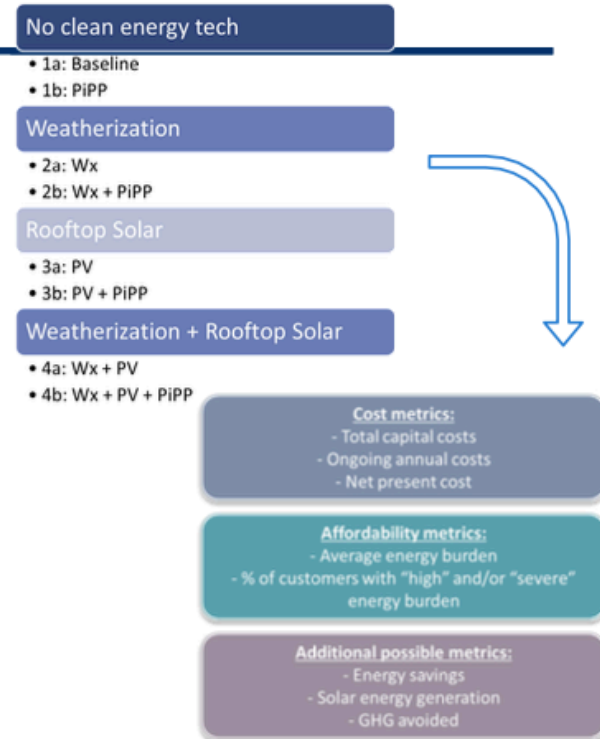 No clean energy tech
• 1a: Baseline
• 1b: PiPP
Weatherization
• 2a: Wx
• 2b: Wx + PiPP
Rooftop Solar
• 3a: PV
• 3b: PV + PiPP
Weatherization + Rooftop Solar
• 4a: Wx + PV
• 4b: Wx + PV + PiPP
Cost metrics:
- Total capital costs
- Ongoing annual costs
- Net present cost
Affordability metrics:
- Average energy burden
- % of customers with “high” and/or “severe”
energy burden
Additional possible metrics:
- Energy savings
- Solar energy generation
- GHG avoided